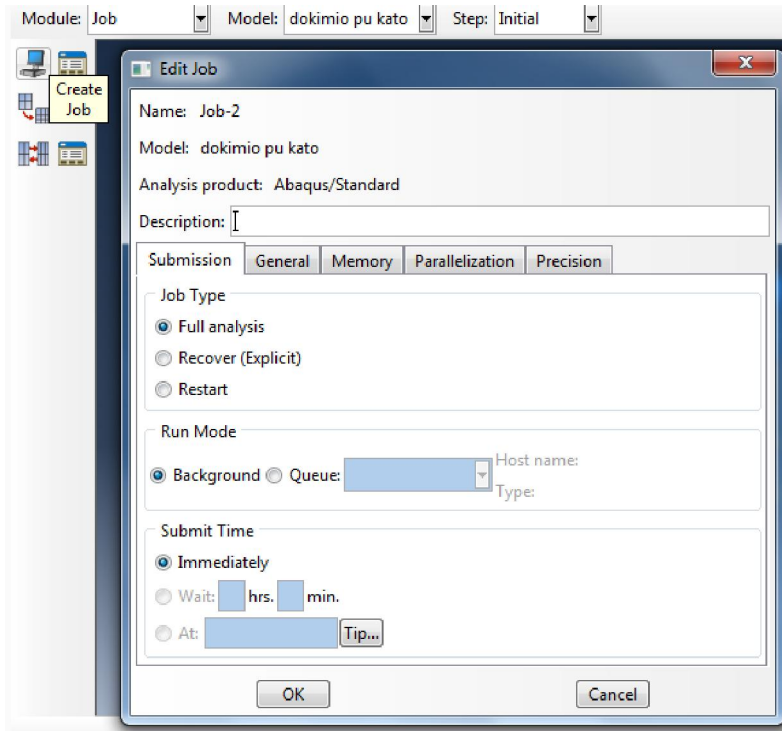 Module: Job Model: dokimio pu kato Step: Initial
Create
Job
Edit Job
Name: Job-2
Model: dokimio pu kato
Analysis product: Abaqus/Standard
Description:
Submission General Memory Parallelization Precision
Job Type
Full analysis
Recover (Explicit)
Restart
Run Mode
Background Queue: Host name:
Type:
Submit Time
Immediately
Wait: hrs. min.
At: Tip...
OK Cancel